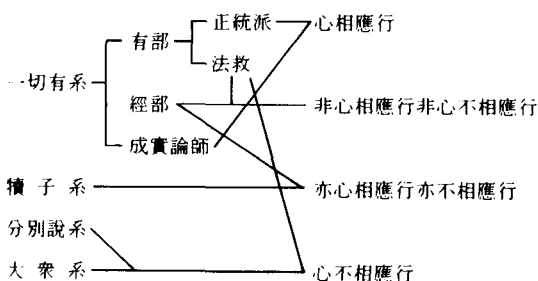 正統派 心相應行
有部
法救
一切有系
經部 非心相應行非心不相應行
成實論師
犢子系 亦心相應行亦不相應行
分別說系
大衆系 心不相應行